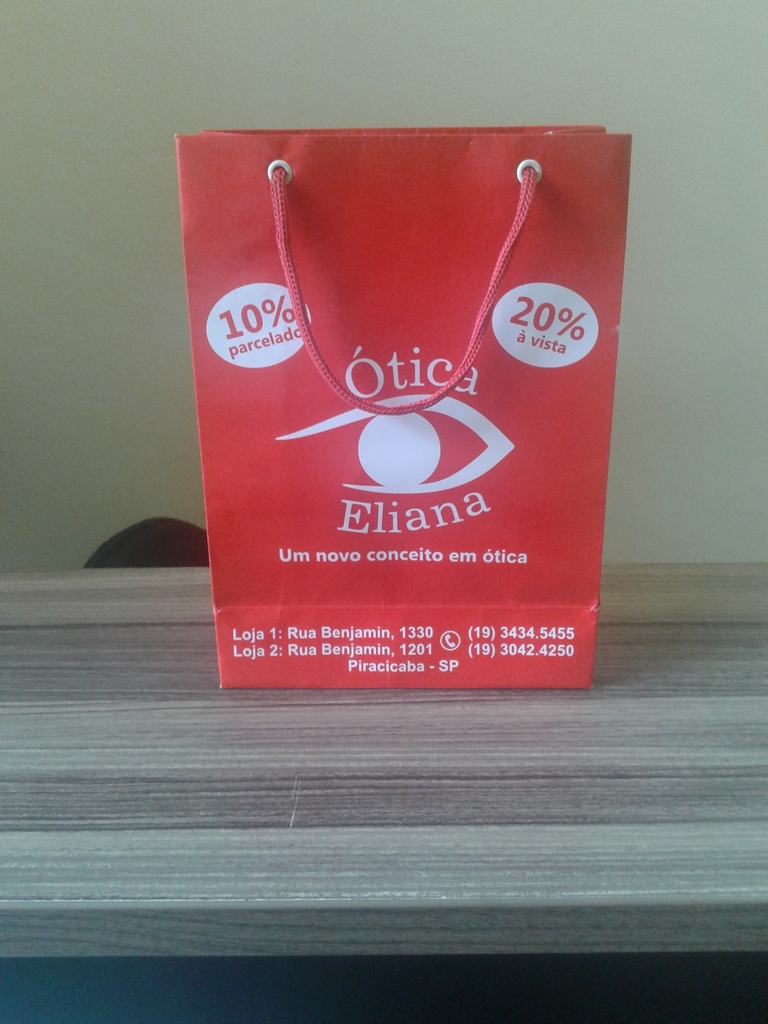 10%
parcelado
20%
à vista
Ótica
Eliana
Um novo conceito em ótica
Loja 1: Rua Benjamin, 1330 (19) 3434.5455
Loja 2: Rua Benjamin, 1201 (19) 3042.4250
Piracicaba - SP